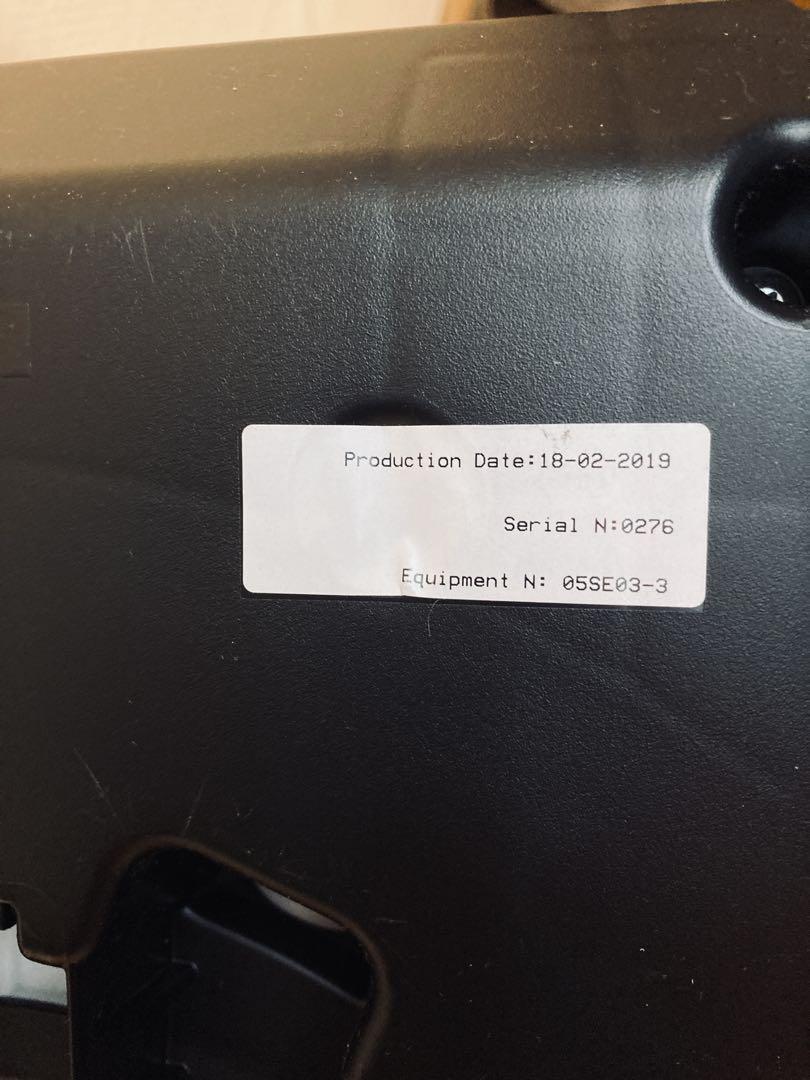 Production Date:18-02-2019
Serial N:0276
Equipment N: 05SE03-3